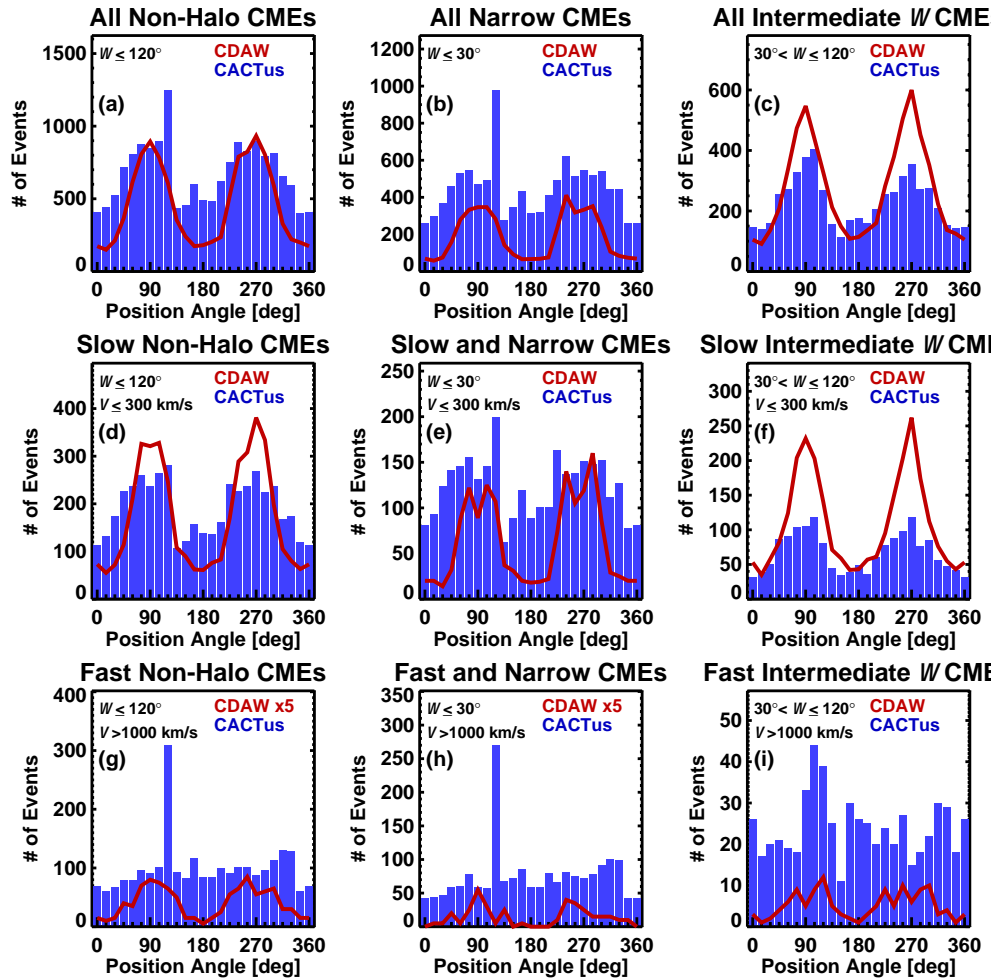 All Non-Halo CMEs
W ≤ 120°
CDAW
CACTus
(a)
# of Events
1500
1000
500
0
0 90 180 270 360
Position Angle [deg]
All Narrow CMEs
W ≤ 30°
CDAW
CACTus
(b)
# of Events
1200
1000
800
600
400
200
0
0 90 180 270 360
Position Angle [deg]
All Intermediate W CME
30°< W ≤ 120°
CDAW
CACTus
(c)
# of Events
600
400
200
0
0 90 180 270 360
Position Angle [deg]
Slow Non-Halo CMEs
W ≤ 120°
V ≤ 300 km/s
CDAW
CACTus
(d)
# of Events
400
300
200
100
0
0 90 180 270 360
Position Angle [deg]
Slow and Narrow CMEs
W ≤ 30°
V ≤ 300 km/s
CDAW
CACTus
(e)
# of Events
250
200
150
100
50
0
0 90 180 270 360
Position Angle [deg]
Slow Intermediate W CME
30°< W ≤ 120°
V ≤ 300 km/s
CDAW
CACTus
(f)
# of Events
300
250
200
150
100
50
0
0 90 180 270 360
Position Angle [deg]
Fast Non-Halo CMEs
W ≤ 120°
V >1000 km/s
CDAW x5
CACTus
(g)
# of Events
400
300
200
100
0
0 90 180 270 360
Position Angle [deg]
Fast and Narrow CMEs
W ≤ 30°
V >1000 km/s
CDAW x5
CACTus
(h)
# of Events
350
300
250
200
150
100
50
0
0 90 180 270 360
Position Angle [deg]
Fast Intermediate W CME
30°< W ≤ 120°
V >1000 km/s
CDAW
CACTus
(i)
# of Events
50
40
30
20
10
0
0 90 180 270 360
Position Angle [deg]